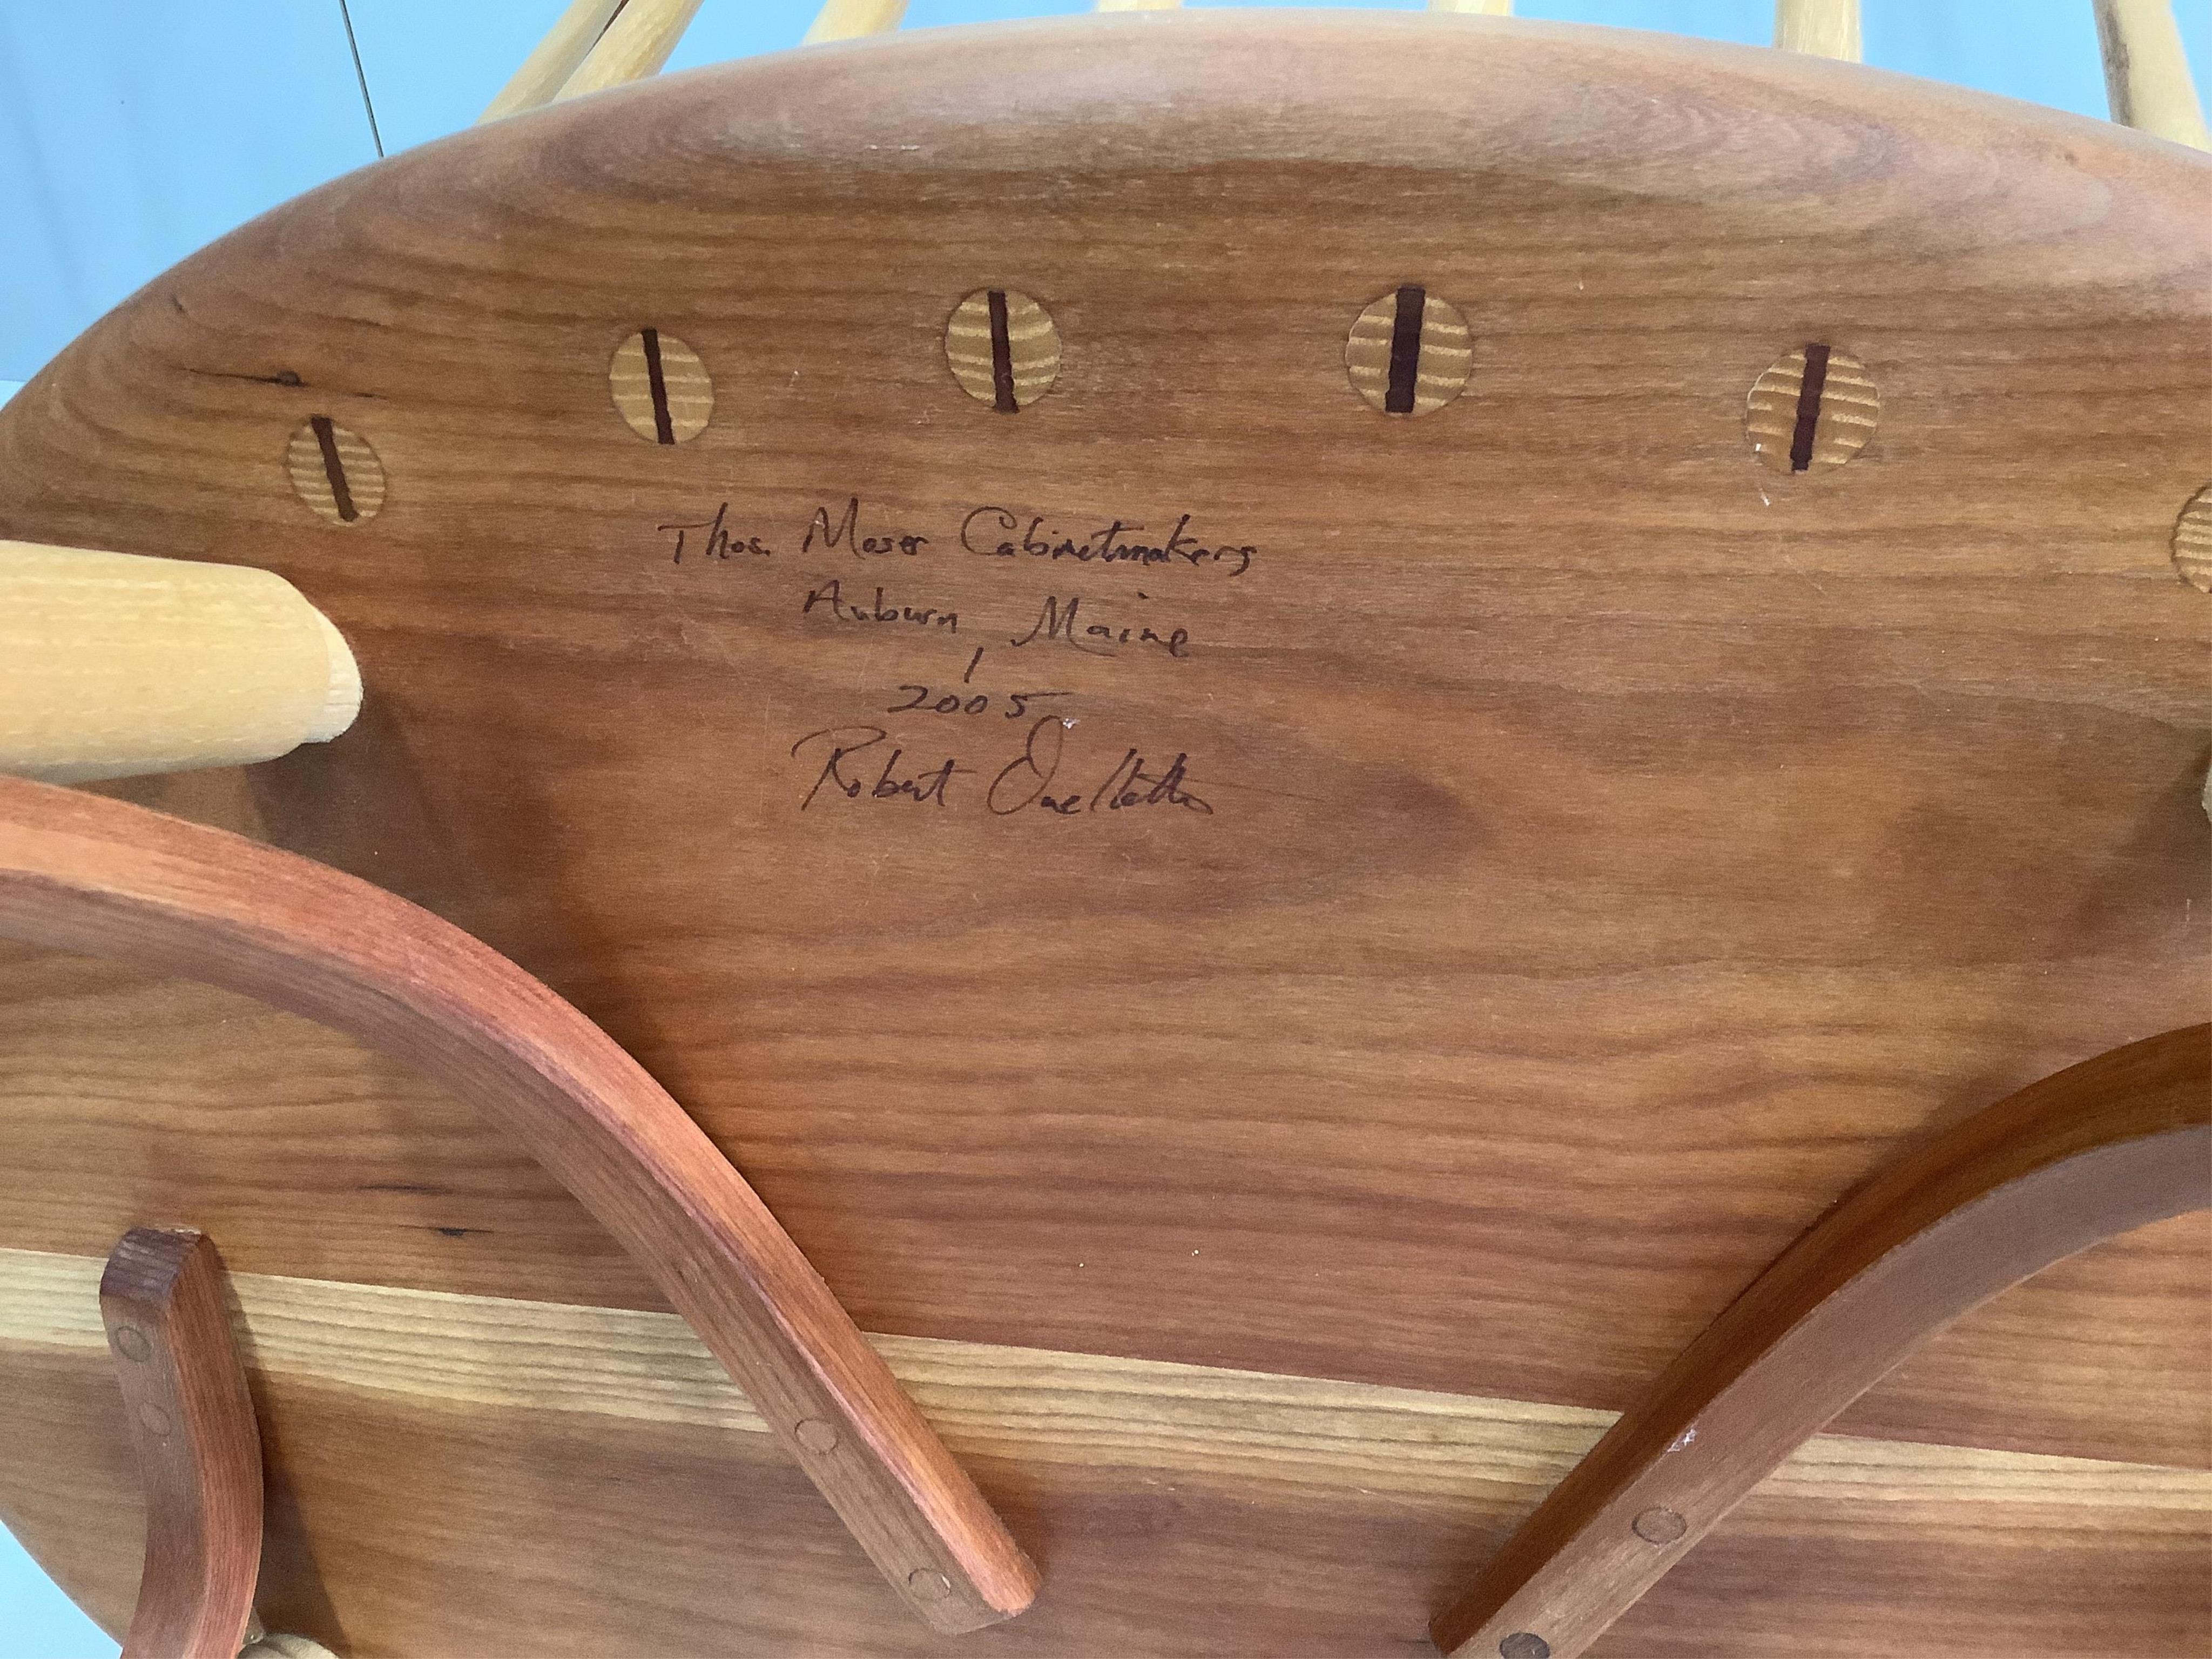 Thos. Moser Cabinetmakers
Auburn, Maine
2005
Robert Ouellette